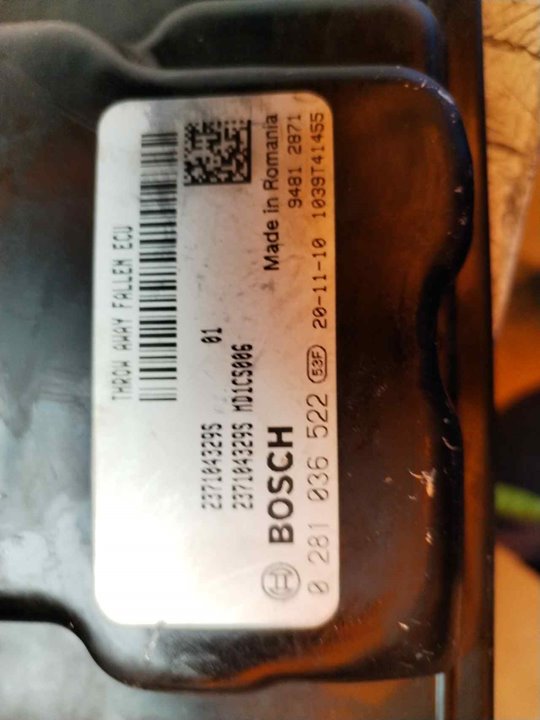 THROW AWAY FALLEN ECU
237104329S 01
237104329S MD1CS006
Made in Romania
BOSCH 9481 2871
0 281 036 522 53F 20-11-10 1039T41455